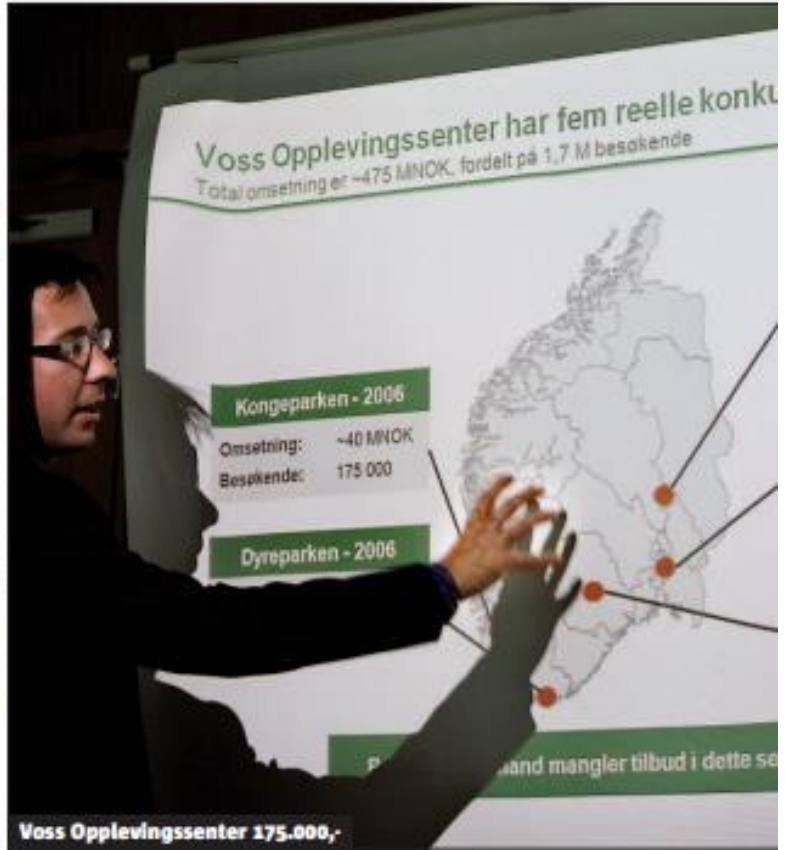 Voss Opplevingssenter har fem reelle
Total omsetning er ~475 MNOK, fordelt på 1,7 M besøkende
Kongeparken - 2006
Omsetning: ~40 MNOK
Besøkende: 175 000
Dyreparken - 2006
mangler tilbud i dette
Voss Opplevingssenter 175.000,-